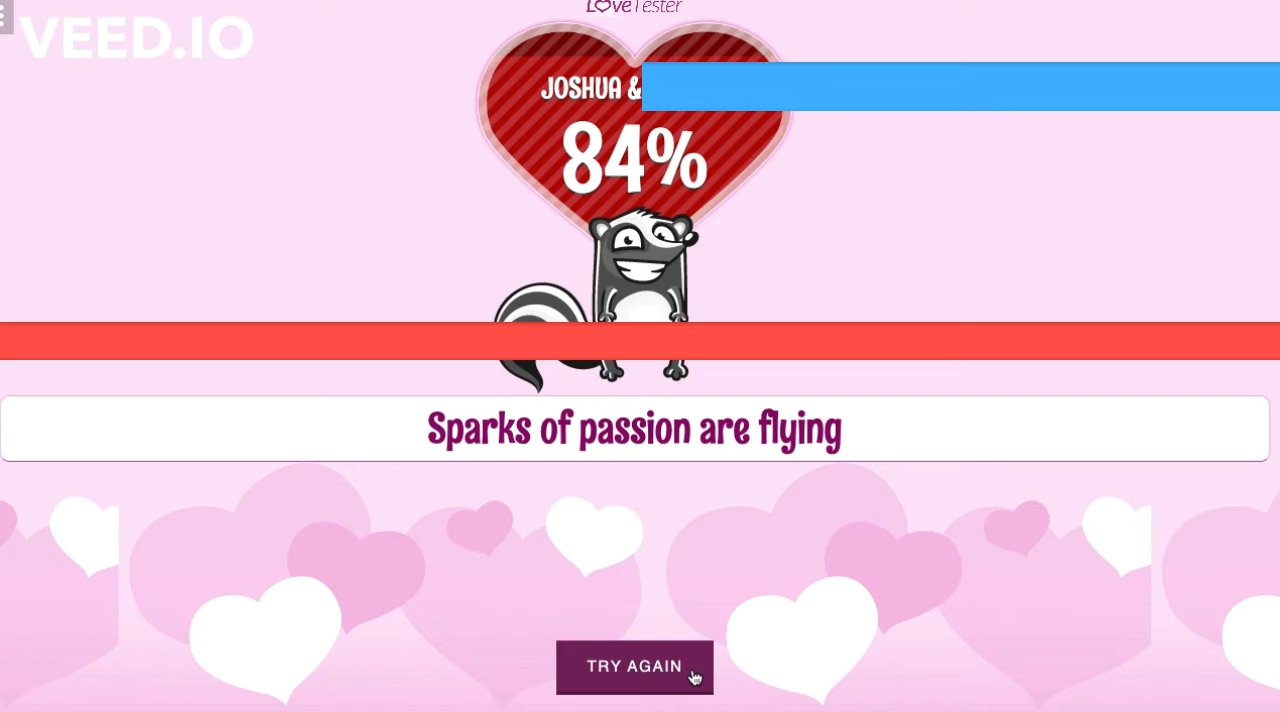 LoveTester
VEED.IO
JOSHUA &
84%
Sparks of passion are flying
TRY AGAIN